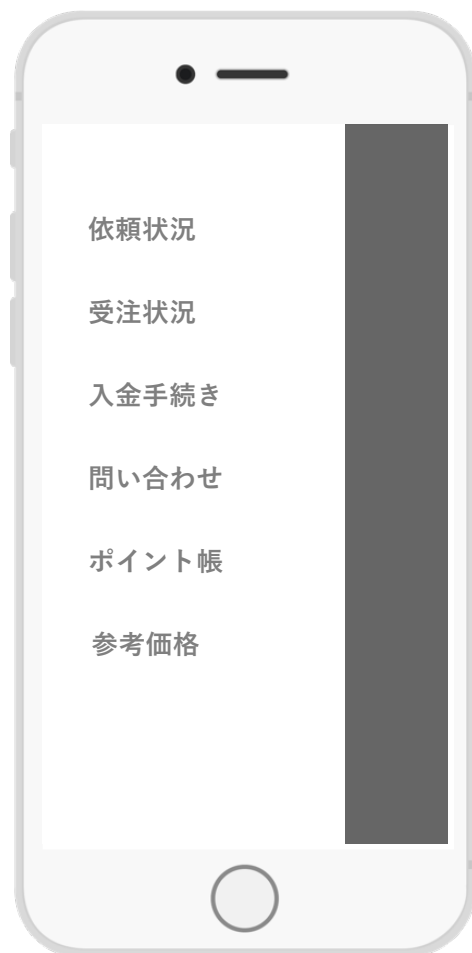 依頼状況
受注状況
入金手続き
問い合わせ
ポイント帳
参考価格